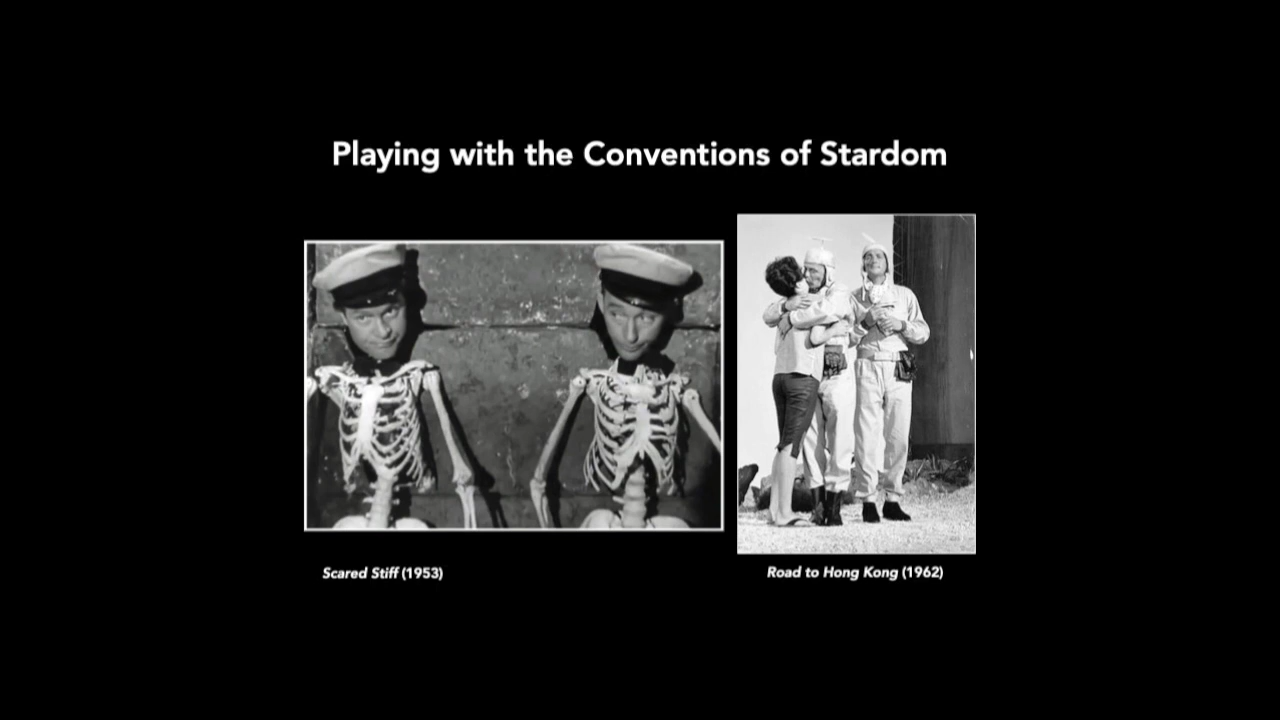 Playing with the Conventions of Stardom
Scared Stiff (1953)
Road to Hong Kong (1962)